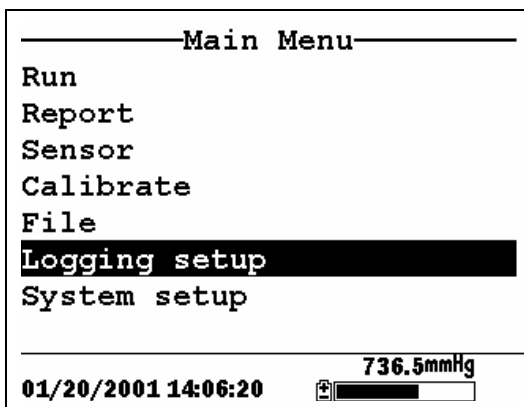 Main Menu
Run
Report
Sensor
Calibrate
File
Logging setup
System setup
736.5mmHg
01/20/2001 14:06:20